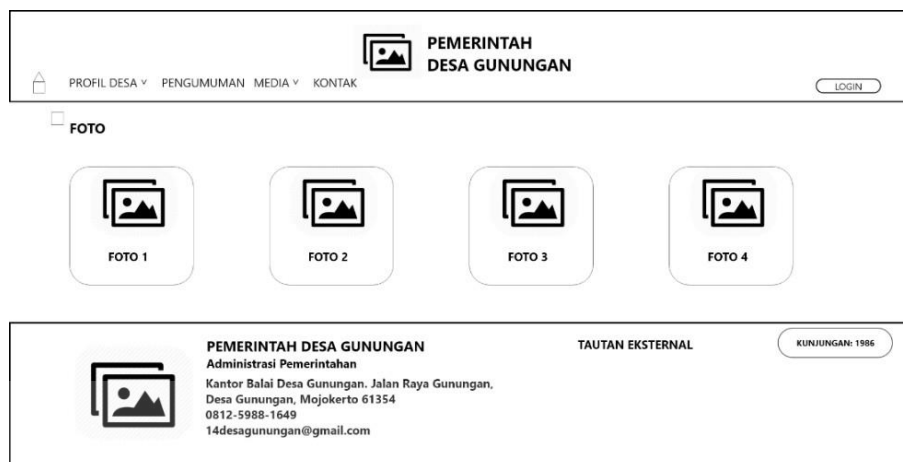 PEMERINTAH
DESA GUNUNGAN
PROFIL DESA ˅ PENGUMUMAN MEDIA ˅ KONTAK
LOGIN
FOTO
FOTO 1
FOTO 2
FOTO 3
FOTO 4
PEMERINTAH DESA GUNUNGAN
Administrasi Pemerintahan
Kantor Balai Desa Gunungan. Jalan Raya Gunungan,
Desa Gunungan, Mojokerto 61354
0812-5988-1649
14desagunungan@gmail.com
TAUTAN EKSTERNAL
KUNJUNGAN: 1986